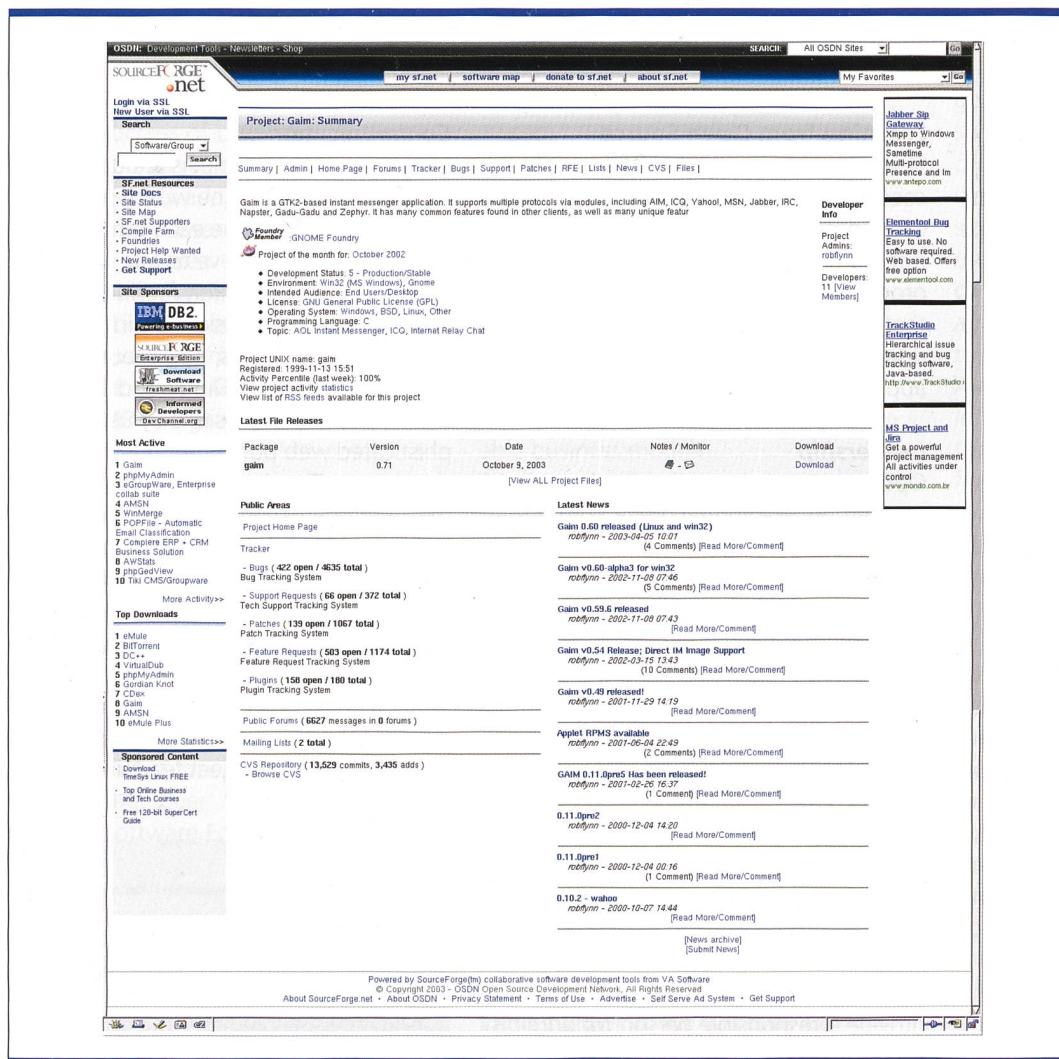 OSDN: Development Tools - Newsletters - Shop
SEARCH: All OSDN Sites Go
SOURCEFORGE™ .net
my sf.net software map donate to sf.net about sf.net
My Favorites Go
Login via SSL
New User via SSL
Search
Software/Group
Search
SF.net Resources
· Site Docs
· Site Status
· Site Map
· SF.net Supporters
· Compile Farm
· Foundries
· Project Help Wanted
· New Releases
· Get Support
Site Sponsors
IBM DB2.
Powering e-business
SOURCEFORGE
Enterprise Edition
Download Software
freshmeat.net
Informed Developers
DevChannel.org
Most Active
1 Gaim
2 phpMyAdmin
3 eGroupWare, Enterprise
collab suite
4 AMSN
5 WinMerge
6 POPFile - Automatic
Email Classification
7 Compiere ERP + CRM
Business Solution
8 AWStats
9 phpGedView
10 Tiki CMS/Groupware
More Activity>>
Top Downloads
1 eMule
2 BitTorrent
3 DC++
4 VirtualDub
5 phpMyAdmin
6 Gordian Knot
7 CDex
8 Gaim
9 AMSN
10 eMule Plus
More Statistics>>
Sponsored Content
· Download
TimeSys Linux FREE
· Top Online Business
and Tech Courses
· Free 128-bit SuperCert
Guide
Project: Gaim: Summary
Summary | Admin | Home Page | Forums | Tracker | Bugs | Support | Patches | RFE | Lists | News | CVS | Files |
Gaim is a GTK2-based instant messenger application. It supports multiple protocols via modules, including AIM, ICQ, Yahoo!, MSN, Jabber, IRC,
Napster, Gadu-Gadu and Zephyr. It has many common features found in other clients, as well as many unique featur
Foundry Member :GNOME Foundry
Project of the month for: October 2002
◆ Development Status: 5 - Production/Stable
◆ Environment: Win32 (MS Windows), Gnome
◆ Intended Audience: End Users/Desktop
◆ License: GNU General Public License (GPL)
◆ Operating System: Windows, BSD, Linux, Other
◆ Programming Language: C
◆ Topic: AOL Instant Messenger, ICQ, Internet Relay Chat
Project UNIX name: gaim
Registered: 1999-11-13 15:51
Activity Percentile (last week): 100%
View project activity statistics
View list of RSS feeds available for this project
Developer
Info
Project
Admins:
robflynn
Developers:
11 [View
Members]
Latest File Releases
Package Version Date Notes / Monitor Download
gaim 0.71 October 9, 2003 - Download
[View ALL Project Files]
Public Areas
Project Home Page
Tracker
- Bugs ( 422 open / 4635 total )
Bug Tracking System
- Support Requests ( 66 open / 372 total )
Tech Support Tracking System
- Patches ( 139 open / 1067 total )
Patch Tracking System
- Feature Requests ( 503 open / 1174 total )
Feature Request Tracking System
- Plugins ( 158 open / 180 total )
Plugin Tracking System
Public Forums ( 6627 messages in 0 forums )
Mailing Lists ( 2 total )
CVS Repository ( 13,529 commits, 3,435 adds )
- Browse CVS
Latest News
Gaim 0.60 released (Linux and win32)
robflynn - 2003-04-05 10:01
(4 Comments) [Read More/Comment]
Gaim v0.60-alpha3 for win32
robflynn - 2002-11-08 07:46
(5 Comments) [Read More/Comment]
Gaim v0.59.6 released
robflynn - 2002-11-08 07:43
[Read More/Comment]
Gaim v0.54 Release; Direct IM Image Support
robflynn - 2002-03-15 13:43
(10 Comments) [Read More/Comment]
Gaim v0.49 released!
robflynn - 2001-11-29 14:19
[Read More/Comment]
Applet RPMS available
robflynn - 2001-06-04 22:49
(2 Comments) [Read More/Comment]
GAIM 0.11.0pre5 Has been released!
robflynn - 2001-02-26 16:37
(1 Comment) [Read More/Comment]
0.11.0pre2
robflynn - 2000-12-04 14:20
[Read More/Comment]
0.11.0pre1
robflynn - 2000-12-04 00:16
(1 Comment) [Read More/Comment]
0.10.2 - wahoo
robflynn - 2000-10-07 14:44
[Read More/Comment]
[News archive]
[Submit News]
Jabber Sip
Gateway
Xmpp to Windows
Messenger,
Sametime
Multi-protocol
Presence and Im
www.antepo.com
Elementool Bug
Tracking
Easy to use. No
software required.
Web based. Offers
free option
www.elementool.com
TrackStudio
Enterprise
Hierarchical issue
tracking and bug
tracking software,
Java-based.
http://www.TrackStudio.
MS Project and
Jira
Get a powerful
project management
All activities under
control
www.mondo.com.br
Powered by SourceForge(tm) collaborative software development tools from VA Software
© Copyright 2003 - OSDN Open Source Development Network, All Rights Reserved
About SourceForge.net • About OSDN • Privacy Statement • Terms of Use • Advertise • Self Serve Ad System • Get Support